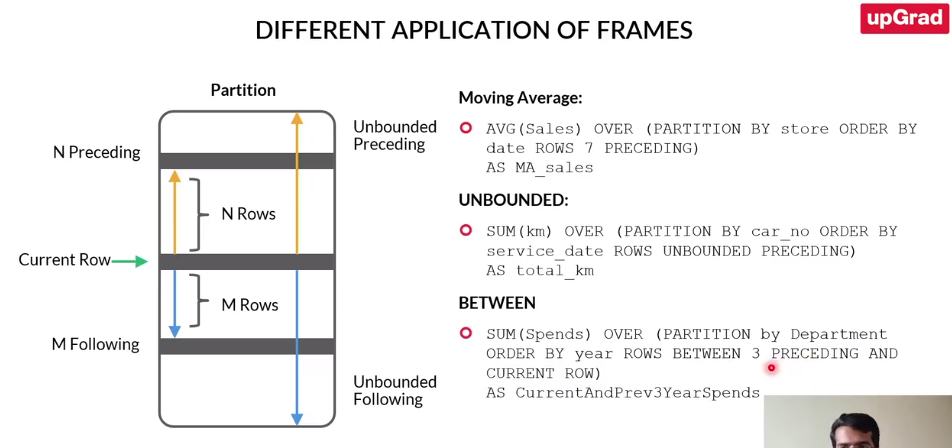 upGrad
DIFFERENT APPLICATION OF FRAMES
Partition
N Preceding
Current Row
M Following
N Rows
M Rows
Unbounded
Preceding
Unbounded
Following
Moving Average:
AVG(Sales) OVER (PARTITION BY store ORDER BY
date ROWS 7 PRECEDING)
AS MA_sales
UNBOUNDED:
SUM(km) OVER (PARTITION BY car_no ORDER BY
service_date ROWS UNBOUNDED PRECEDING)
AS total_km
BETWEEN
SUM(Spends) OVER (PARTITION by Department
ORDER BY year ROWS BETWEEN 3 PRECEDING AND
CURRENT ROW)
AS CurrentAndPrev3YearSpends